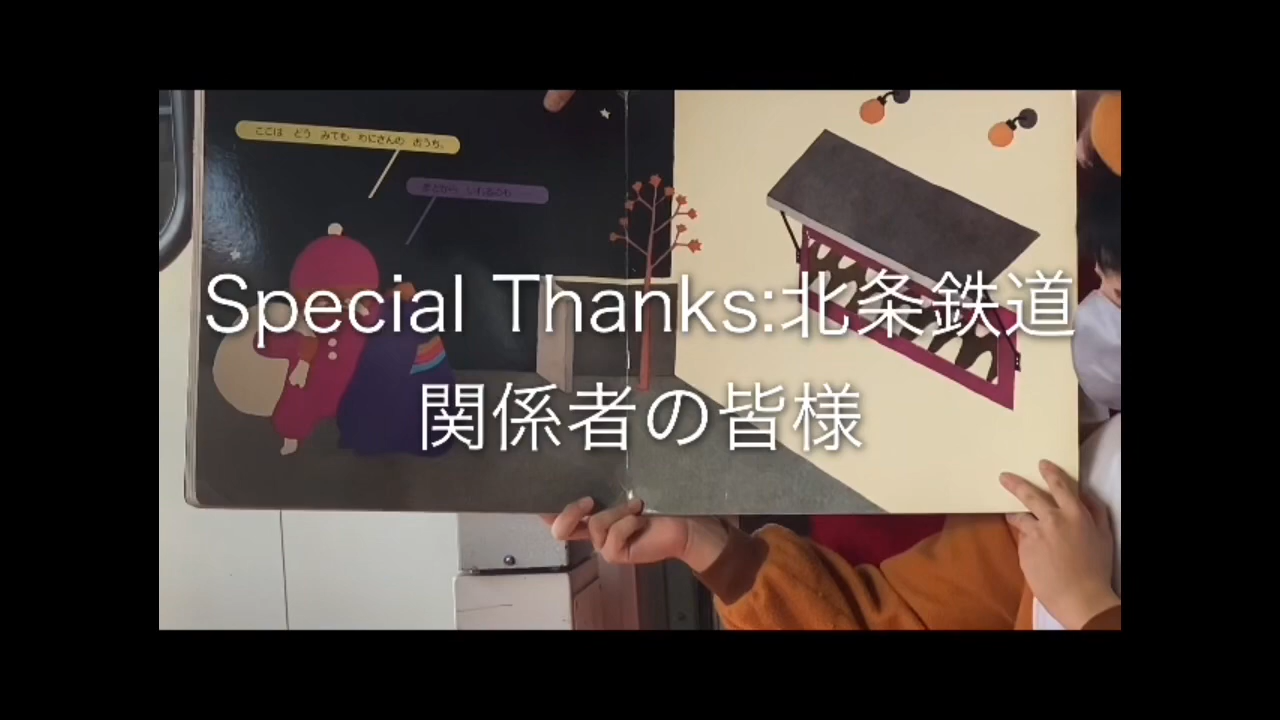 ここは どう みても わにさんの おうち。
Special Thanks:北条鉄道
関係者の皆様